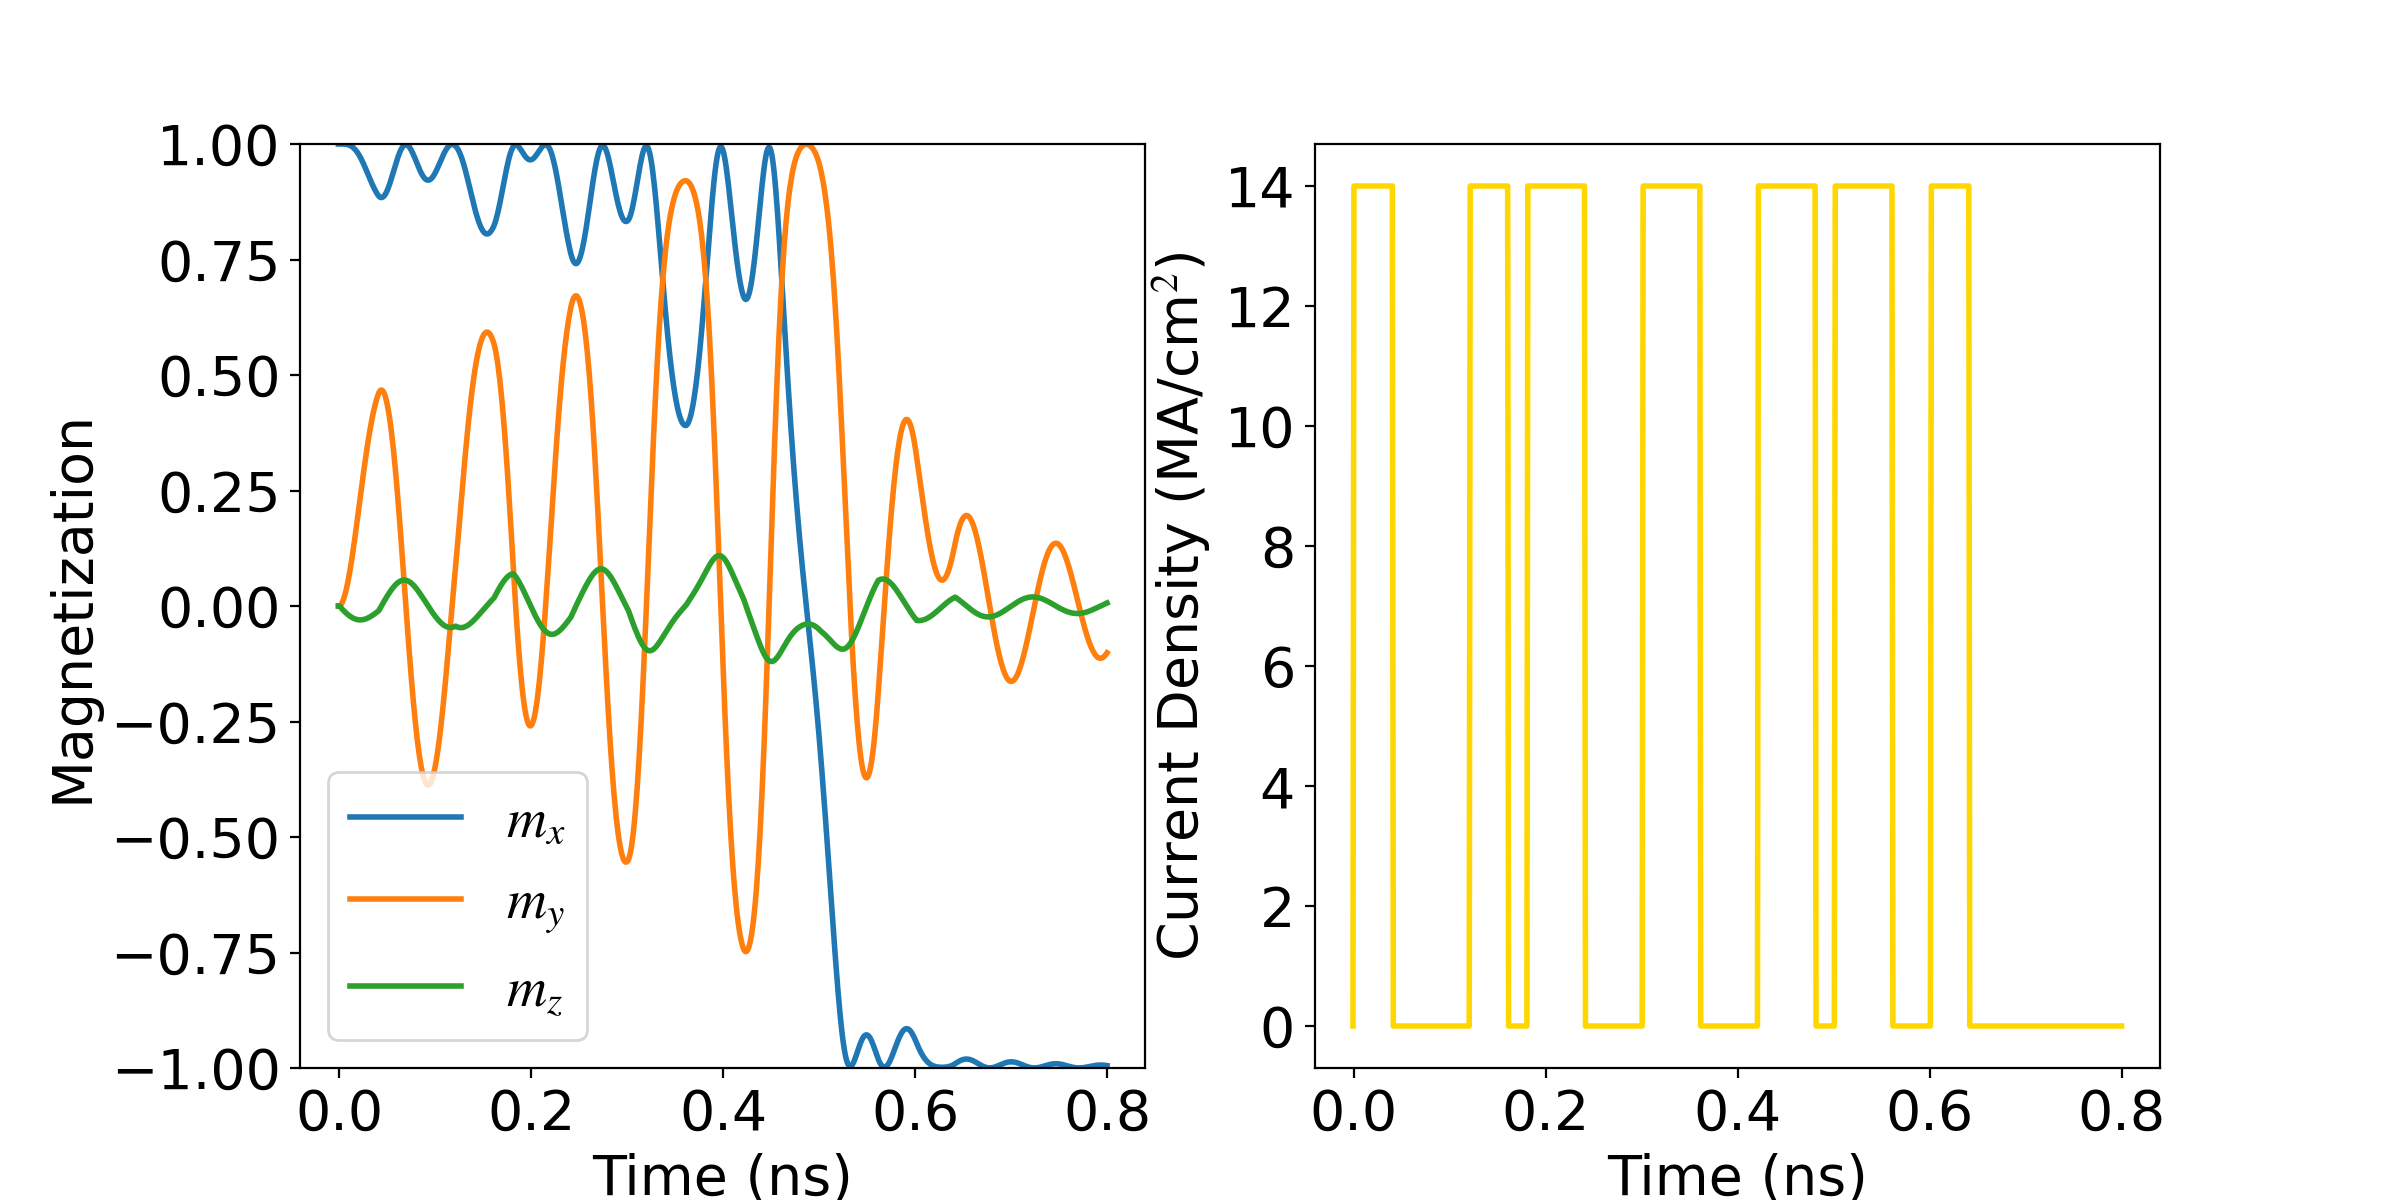 Magnetization
1.00
0.75
0.50
0.25
0.00
−0.25
−0.50
−0.75
−1.00
m_x
m_y
m_z
0.0 0.2 0.4 0.6 0.8
Time (ns)
Current Density (MA/cm²)
14
12
10
8
6
4
2
0
0.0 0.2 0.4 0.6 0.8
Time (ns)